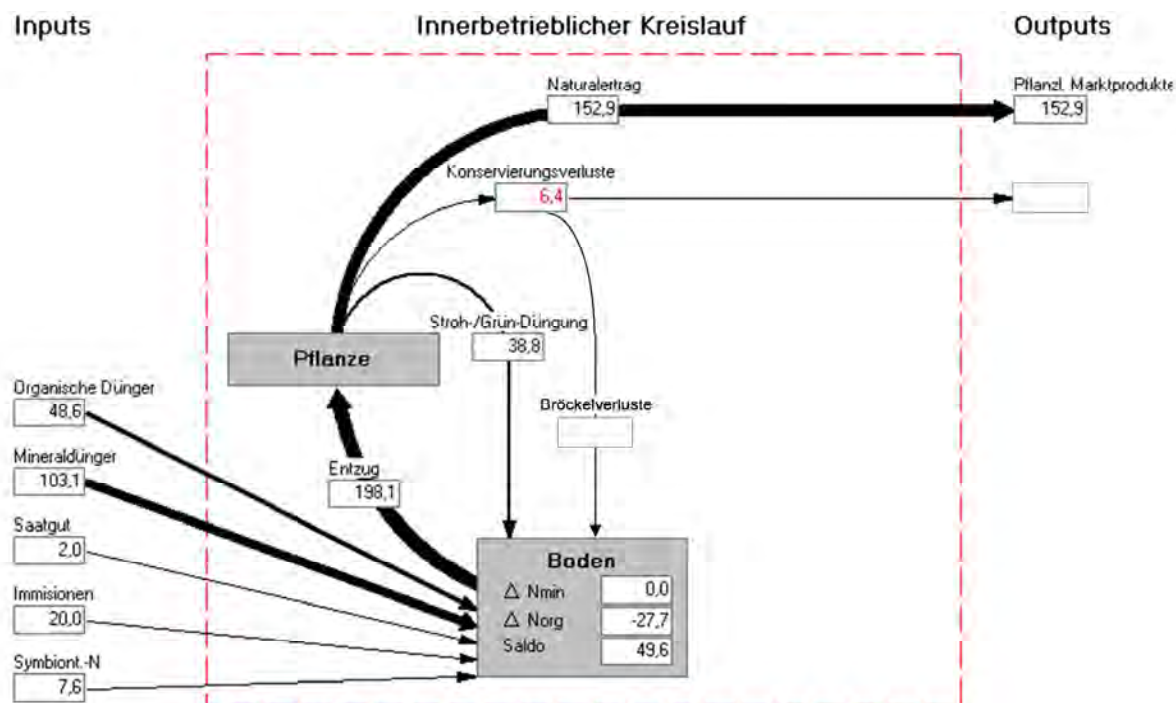 Inputs
Innerbetrieblicher Kreislauf
Outputs
Naturalertrag
152,9
Pflanzl. Marktprodukte
152,9
Konservierungsverluste
6,4
Stroh-/Grün-Düngung
38,8
Pflanze
Bröckelverluste
Organische Dünger
48,6
Mineraldünger
103,1
Entzug
198,1
Saatgut
2,0
Immisionen
20,0
Symbiont.-N
7,6
Boden
Δ Nmin 0,0
Δ Norg -27,7
Saldo 49,6